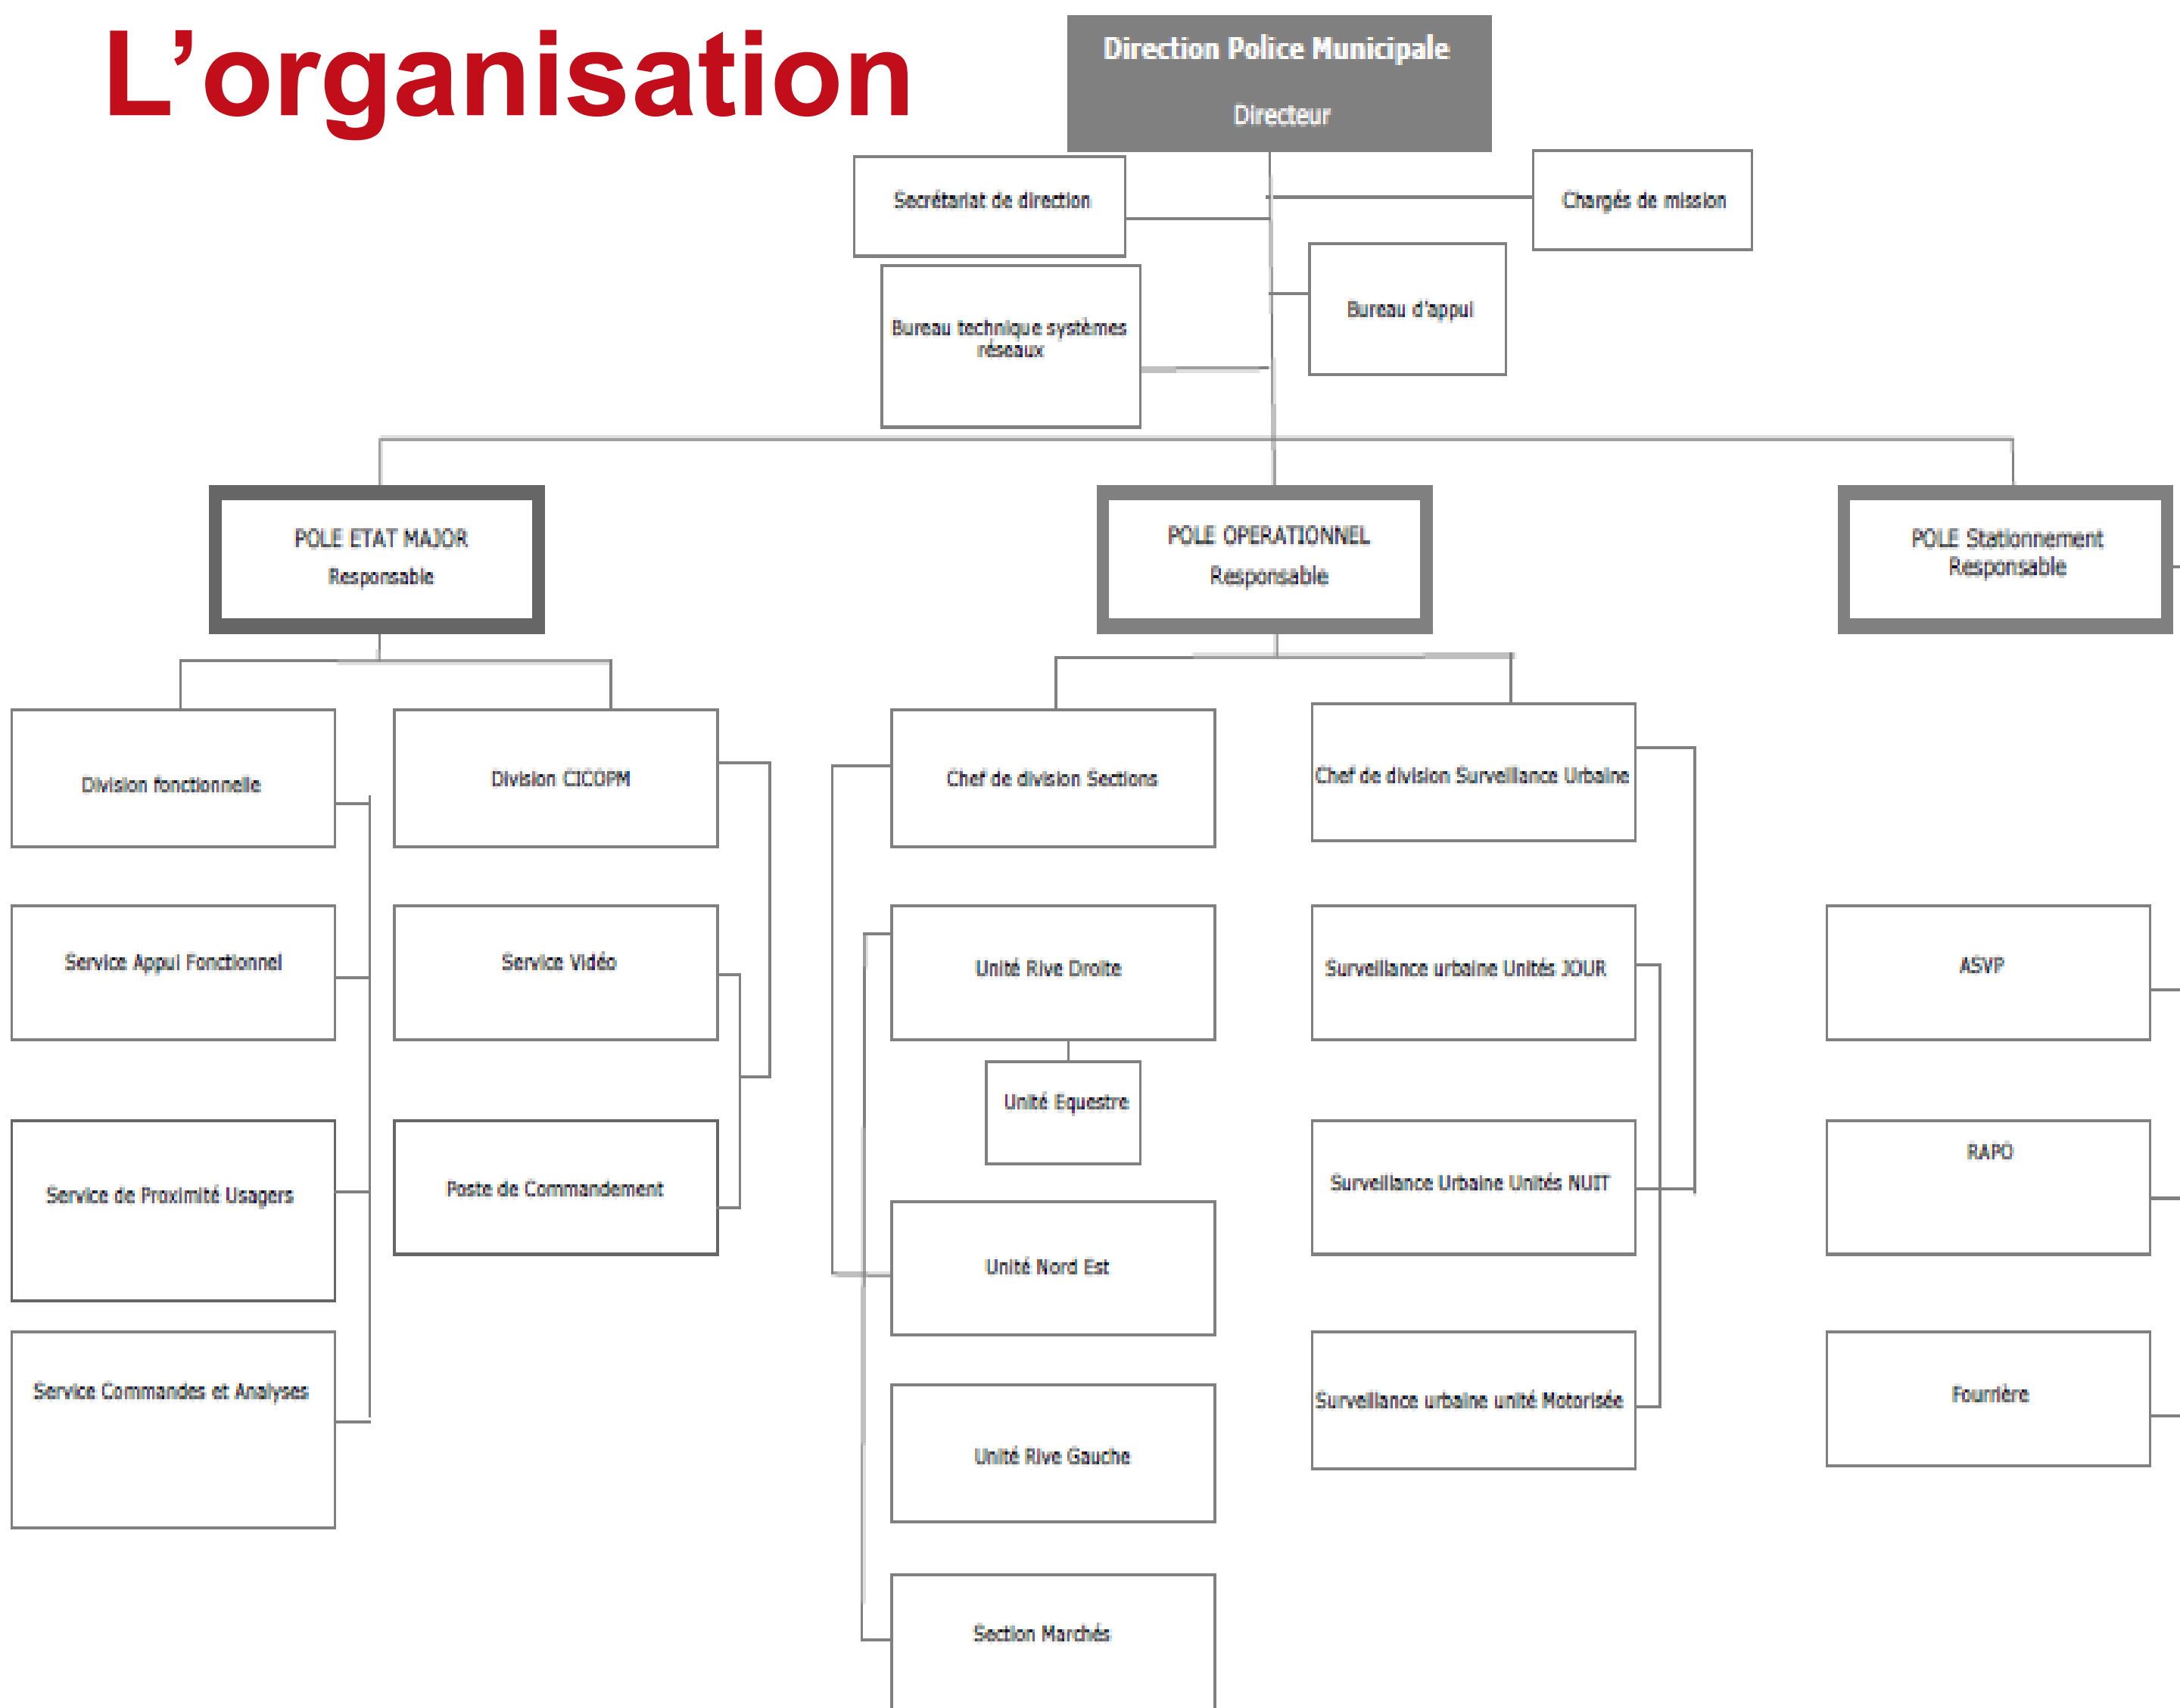 L'organisation
Direction Police Municipale
Directeur
Secrétariat de direction
Chargés de mission
Bureau technique systèmes
réseaux
Bureau d'appui
POLE ETAT MAJOR
Responsable
POLE OPERATIONNEL
Responsable
POLE Stationnement
Responsable
Division fonctionnelle
Division CICOPM
Chef de division Sections
Chef de division Surveillance Urbaine
Service Appui Fonctionnel
Service Vidéo
Unité Rive Droite
Surveillance urbaine Unités JOUR
ASVP
Unité Equestre
Service de Proximité Usagers
Poste de Commandement
Surveillance Urbaine Unités NUIT
RAPO
Unité Nord Est
Service Commandes et Analyses
Surveillance urbaine unité Motorisée
Fourrière
Unité Rive Gauche
Section Marchés